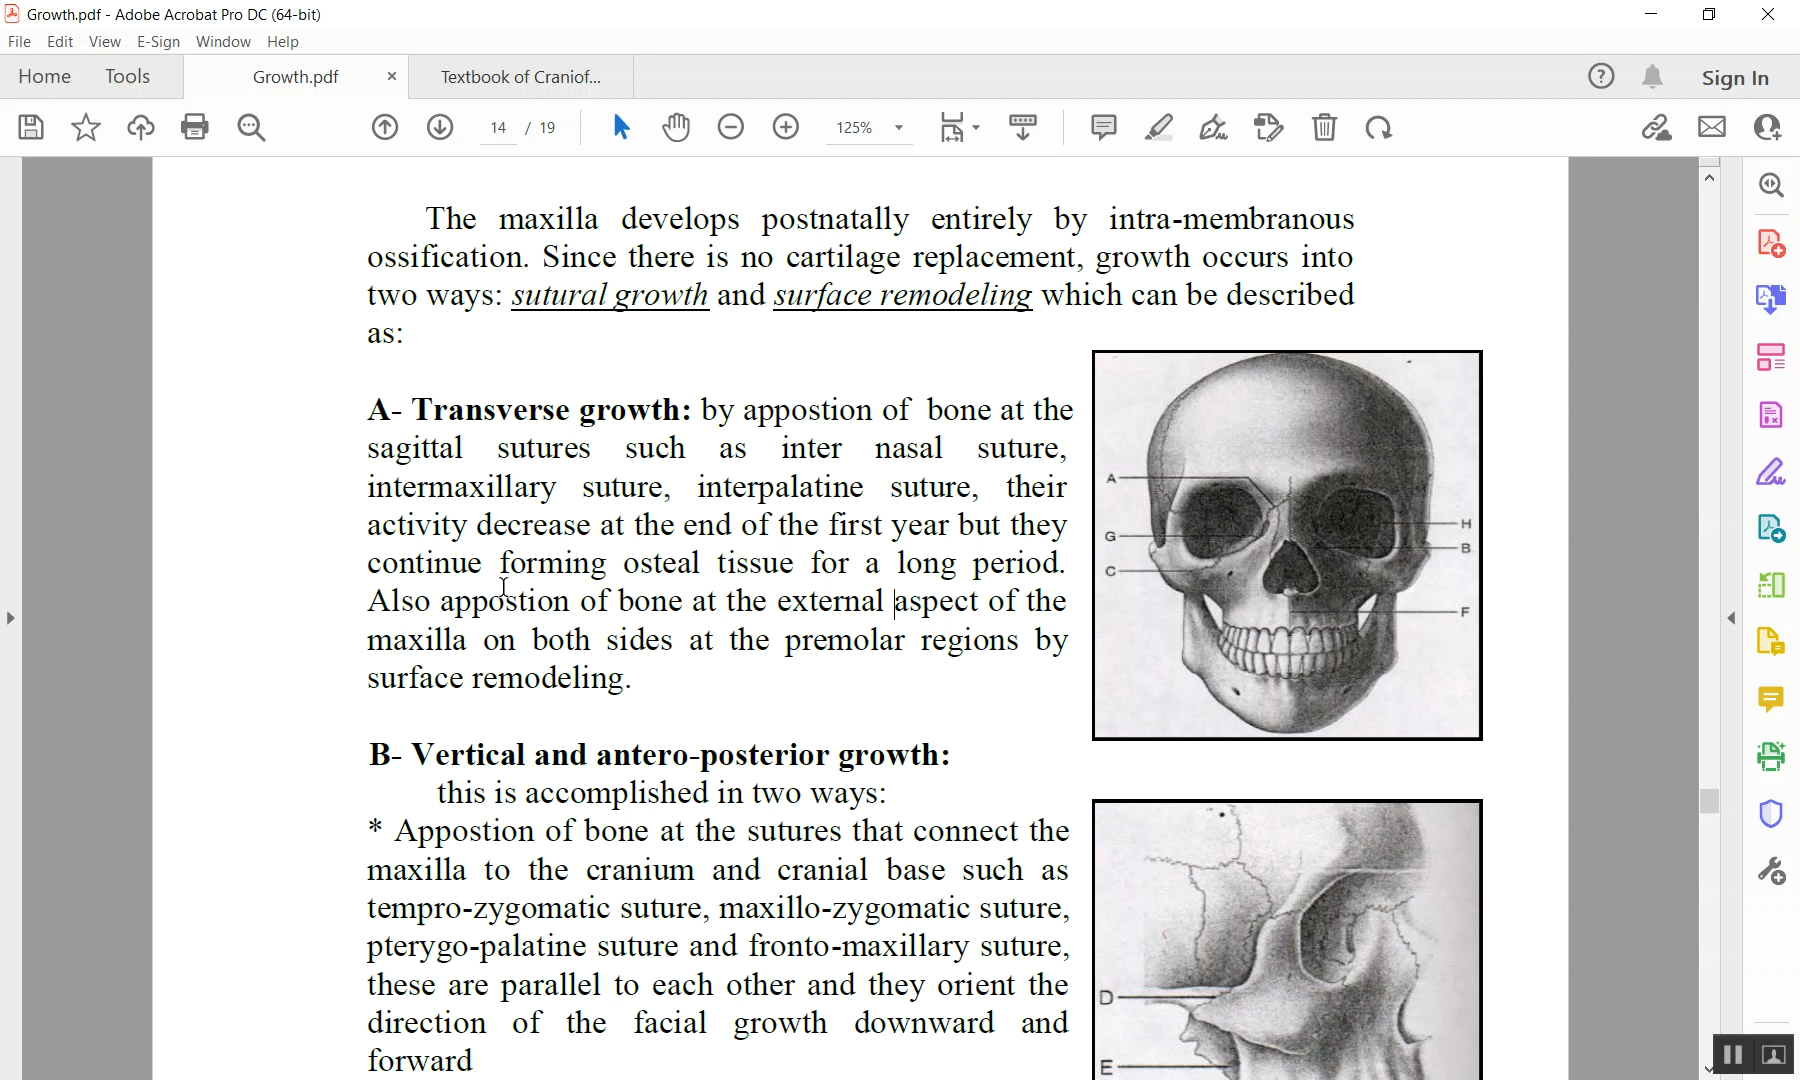 Growth.pdf - Adobe Acrobat Pro DC (64-bit)
File Edit View E-Sign Window Help
Home Tools Growth.pdf × Textbook of Craniof... Sign In
14 / 19 125%
The maxilla develops postnatally entirely by intra-membranous
ossification. Since there is no cartilage replacement, growth occurs into
two ways: sutural growth and surface remodeling which can be described
as:
A- Transverse growth: by appostion of bone at the
sagittal sutures such as inter nasal suture,
intermaxillary suture, interpalatine suture, their
activity decrease at the end of the first year but they
continue forming osteal tissue for a long period.
Also appostion of bone at the external aspect of the
maxilla on both sides at the premolar regions by
surface remodeling.
A
G
C
H
B
F
B- Vertical and antero-posterior growth:
this is accomplished in two ways:
* Appostion of bone at the sutures that connect the
maxilla to the cranium and cranial base such as
tempro-zygomatic suture, maxillo-zygomatic suture,
pterygo-palatine suture and fronto-maxillary suture,
these are parallel to each other and they orient the
direction of the facial growth downward and
forward
D
E